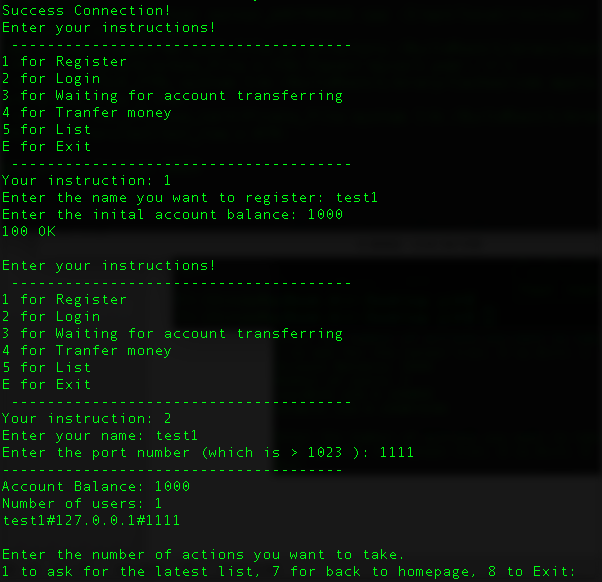 Success Connection!
Enter your instructions!
--------------------------------------
1 for Register
2 for Login
3 for Waiting for account transferring
4 for Tranfer money
5 for List
E for Exit
--------------------------------------
Your instruction: 1
Enter the name you want to register: test1
Enter the inital account balance: 1000
100 OK
Enter your instructions!
--------------------------------------
1 for Register
2 for Login
3 for Waiting for account transferring
4 for Tranfer money
5 for List
E for Exit
--------------------------------------
Your instruction: 2
Enter your name: test1
Enter the port number (which is > 1023 ): 1111
--------------------------------------
Account Balance: 1000
Number of users: 1
test1#127.0.0.1#1111
Enter the number of actions you want to take.
1 to ask for the latest list, 7 for back to homepage, 8 to Exit: